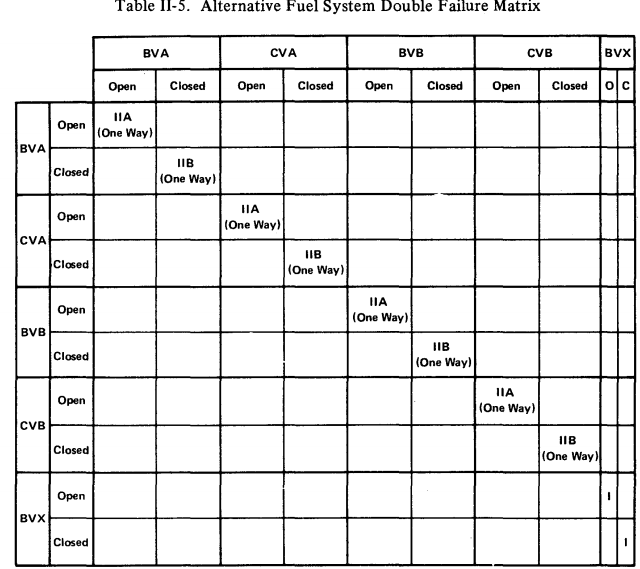 Table II-5. Alternative Fuel System Double Failure Matrix
BVA CVA BVB CVB BVX
Open Closed Open Closed Open Closed Open Closed O C
BVA
Open IIA
(One Way)
Closed IIB
(One Way)
CVA
Open IIA
(One Way)
Closed IIB
(One Way)
BVB
Open IIA
(One Way)
Closed IIB
(One Way)
CVB
Open IIA
(One Way)
Closed IIB
(One Way)
BVX
Open I
Closed I